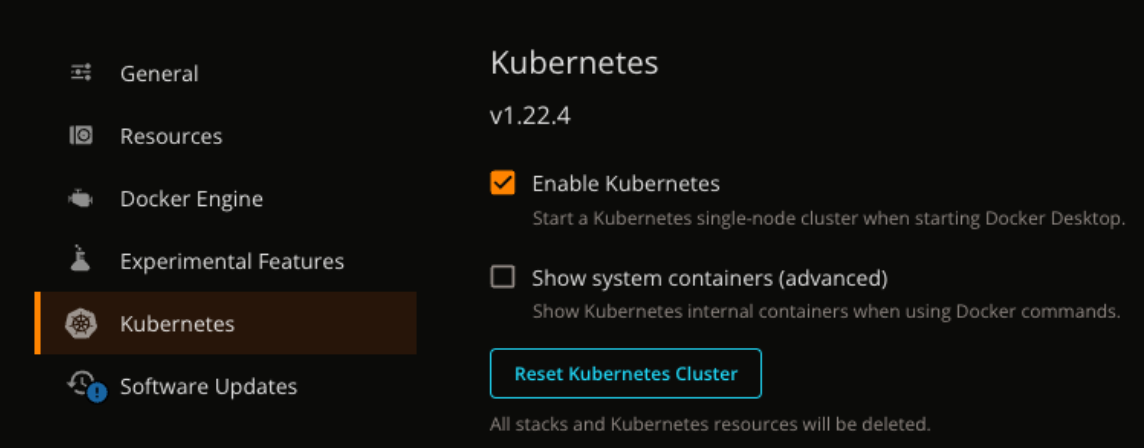 General
Resources
Docker Engine
Experimental Features
Kubernetes
Software Updates
Kubernetes
v1.22.4
Enable Kubernetes
Start a Kubernetes single-node cluster when starting Docker Desktop.
Show system containers (advanced)
Show Kubernetes internal containers when using Docker commands.
Reset Kubernetes Cluster
All stacks and Kubernetes resources will be deleted.